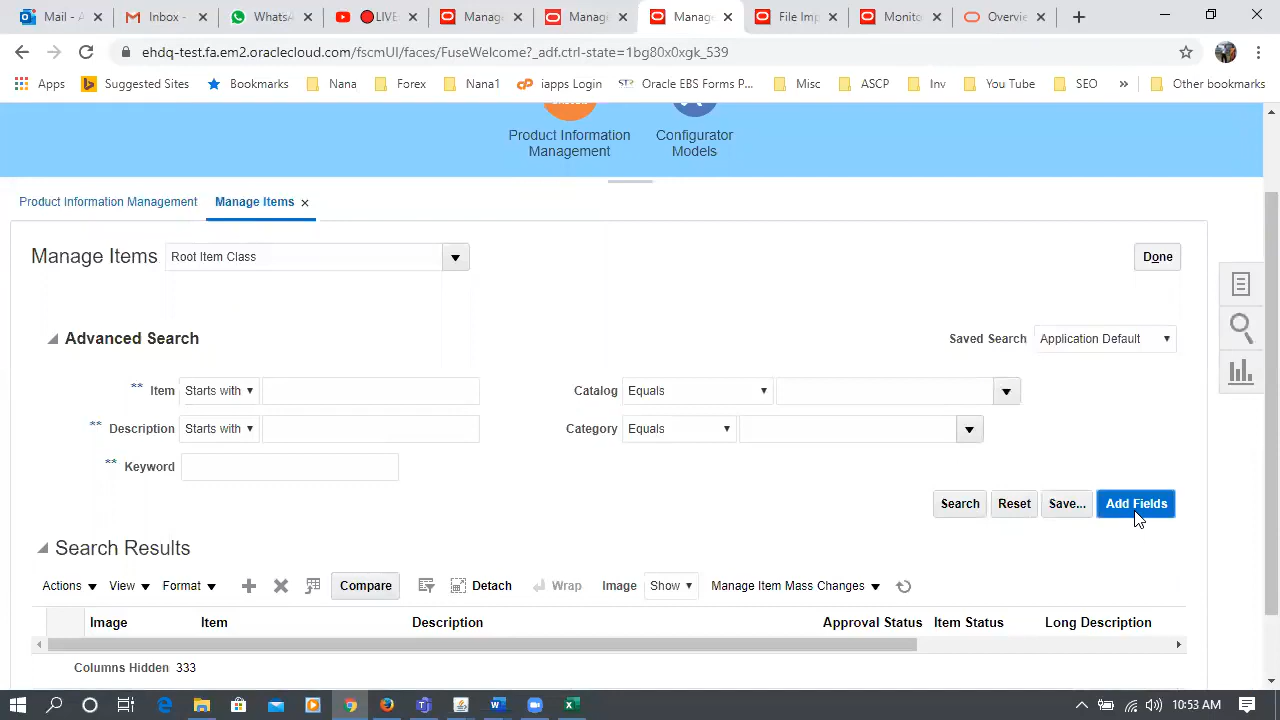 Mail - A
Inbox -
WhatsA
LIVE
Manage
Manage
Manage
File Imp
Monito
Overvie
ehdq-test.fa.em2.oraclecloud.com/fscmUI/faces/FuseWelcome?_adf.ctrl-state=1bg80x0xgk_539
Apps
Suggested Sites
Bookmarks
Nana
Forex
Nana1
iapps Login
Oracle EBS Forms P...
Misc
ASCP
Inv
You Tube
SEO
»
Other bookmarks
Product Information
Management
Configurator
Models
Product Information Management
Manage Items
Manage Items Root Item Class
Done
Advanced Search
Saved Search Application Default
** Item Starts with
Catalog Equals
** Description Starts with
Category Equals
** Keyword
Search Reset Save... Add Fields
Search Results
Actions View Format Compare Detach Wrap Image Show Manage Item Mass Changes
Image Item Description Approval Status Item Status Long Description
Columns Hidden 333
10:53 AM